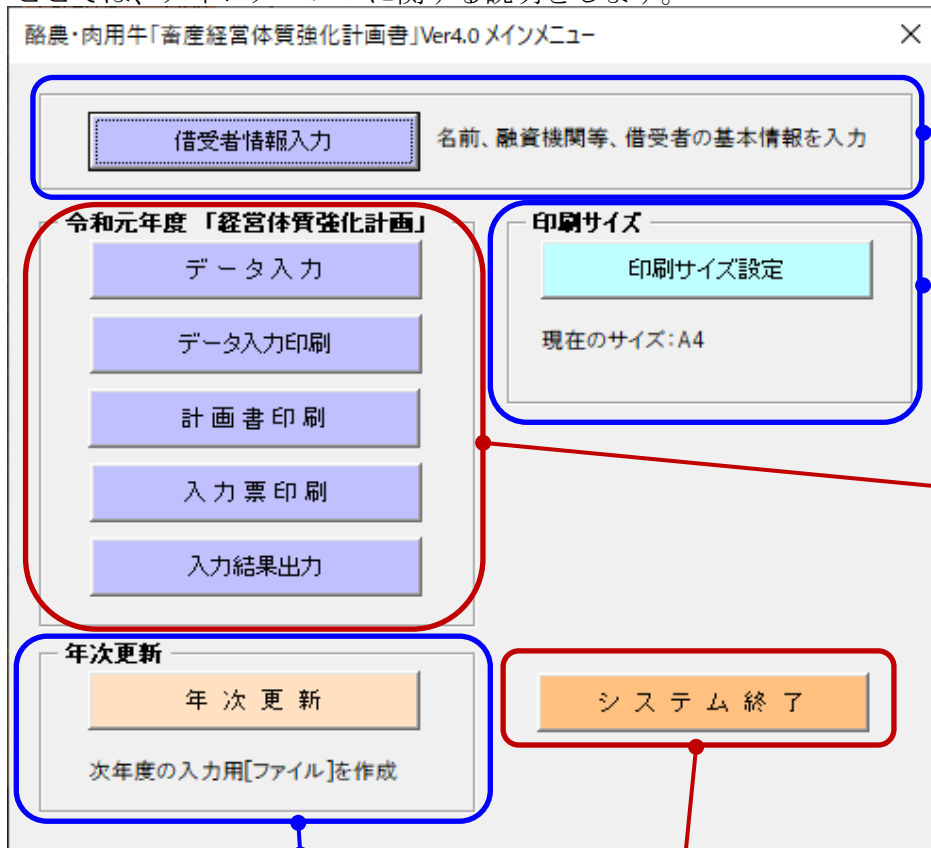 酪農・肉用牛「畜産経営体質強化計画書」Ver4.0 メインメニュー
借受者情報入力
名前、融資機関等、借受者の基本情報を入力
令和元年度 「経営体質強化計画」
データ入力
データ入力印刷
計画書印刷
入力票印刷
入力結果出力
印刷サイズ
印刷サイズ設定
現在のサイズ：A4
年次更新
年次更新
次年度の入力用[ファイル]を作成
システム終了